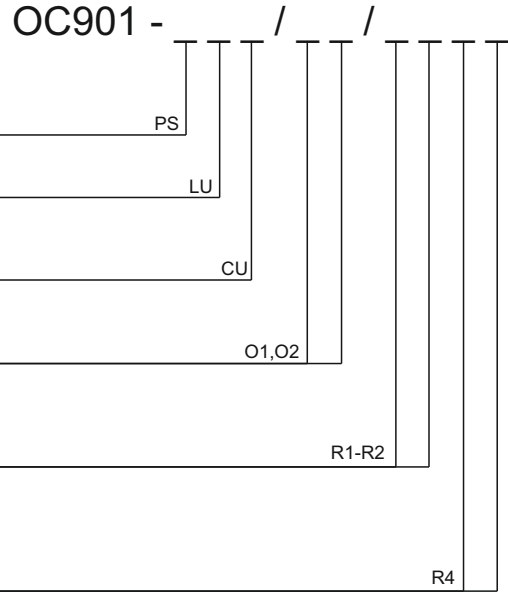 OC901 - _ _ _ / _ _ / _ _ _ _
PS
LU
CU
O1,O2
R1-R2
R4